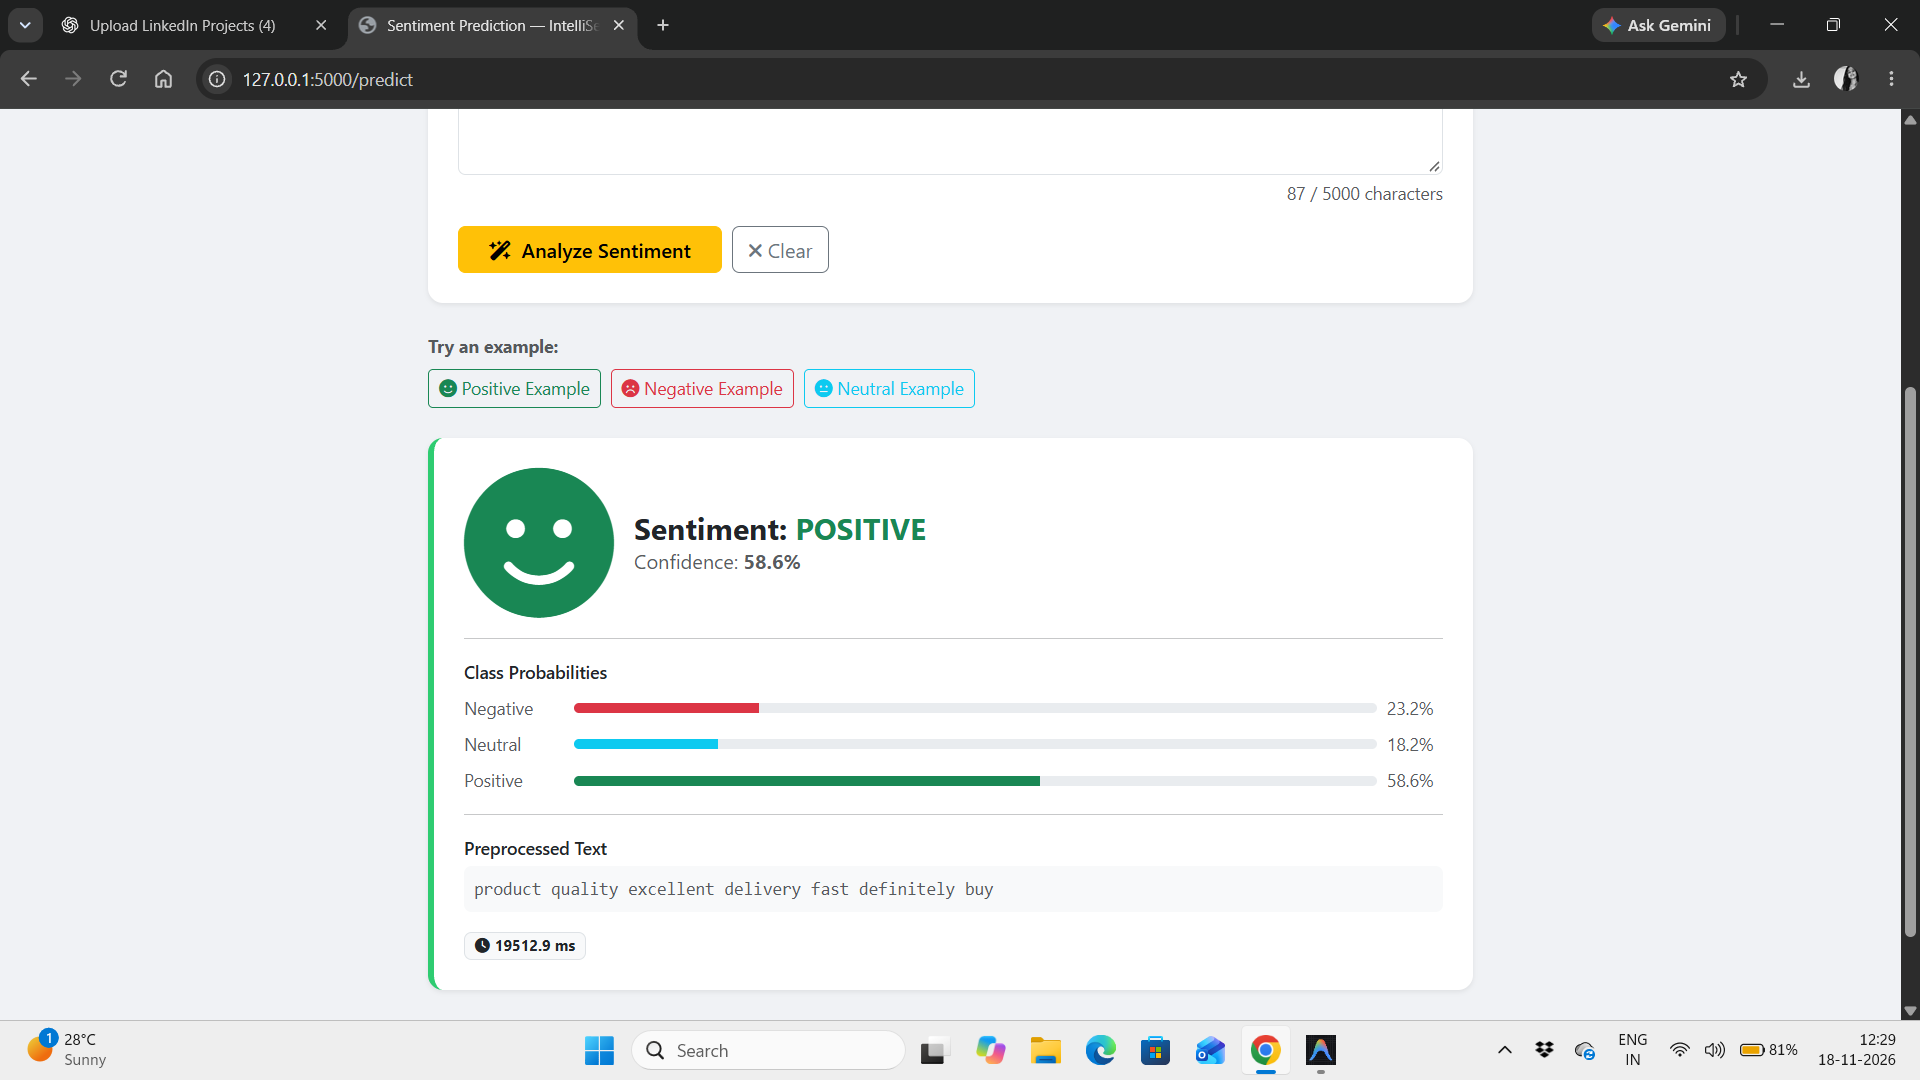 Upload LinkedIn Projects (4)
Sentiment Prediction — IntelliSe
Ask Gemini
127.0.0.1:5000/predict
87 / 5000 characters
Analyze Sentiment
Clear
Try an example:
Positive Example
Negative Example
Neutral Example
Sentiment: POSITIVE
Confidence: 58.6%
Class Probabilities
Negative 23.2%
Neutral 18.2%
Positive 58.6%
Preprocessed Text
product quality excellent delivery fast definitely buy
19512.9 ms
1
28°C
Sunny
Search
ENG
IN
81%
12:29
18-11-2026